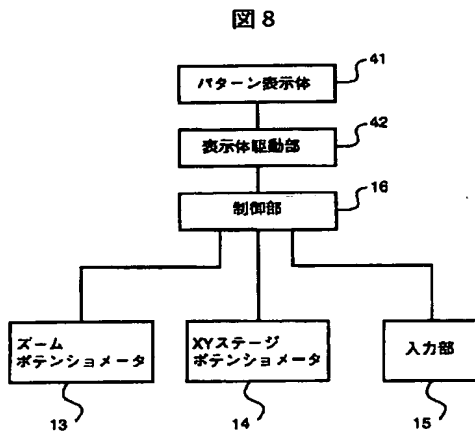 図8
パターン表示体
41
表示体駆動部
42
制御部
16
ズーム
ポテンショメータ
XYステージ
ポテンショメータ
入力部
13
14
15